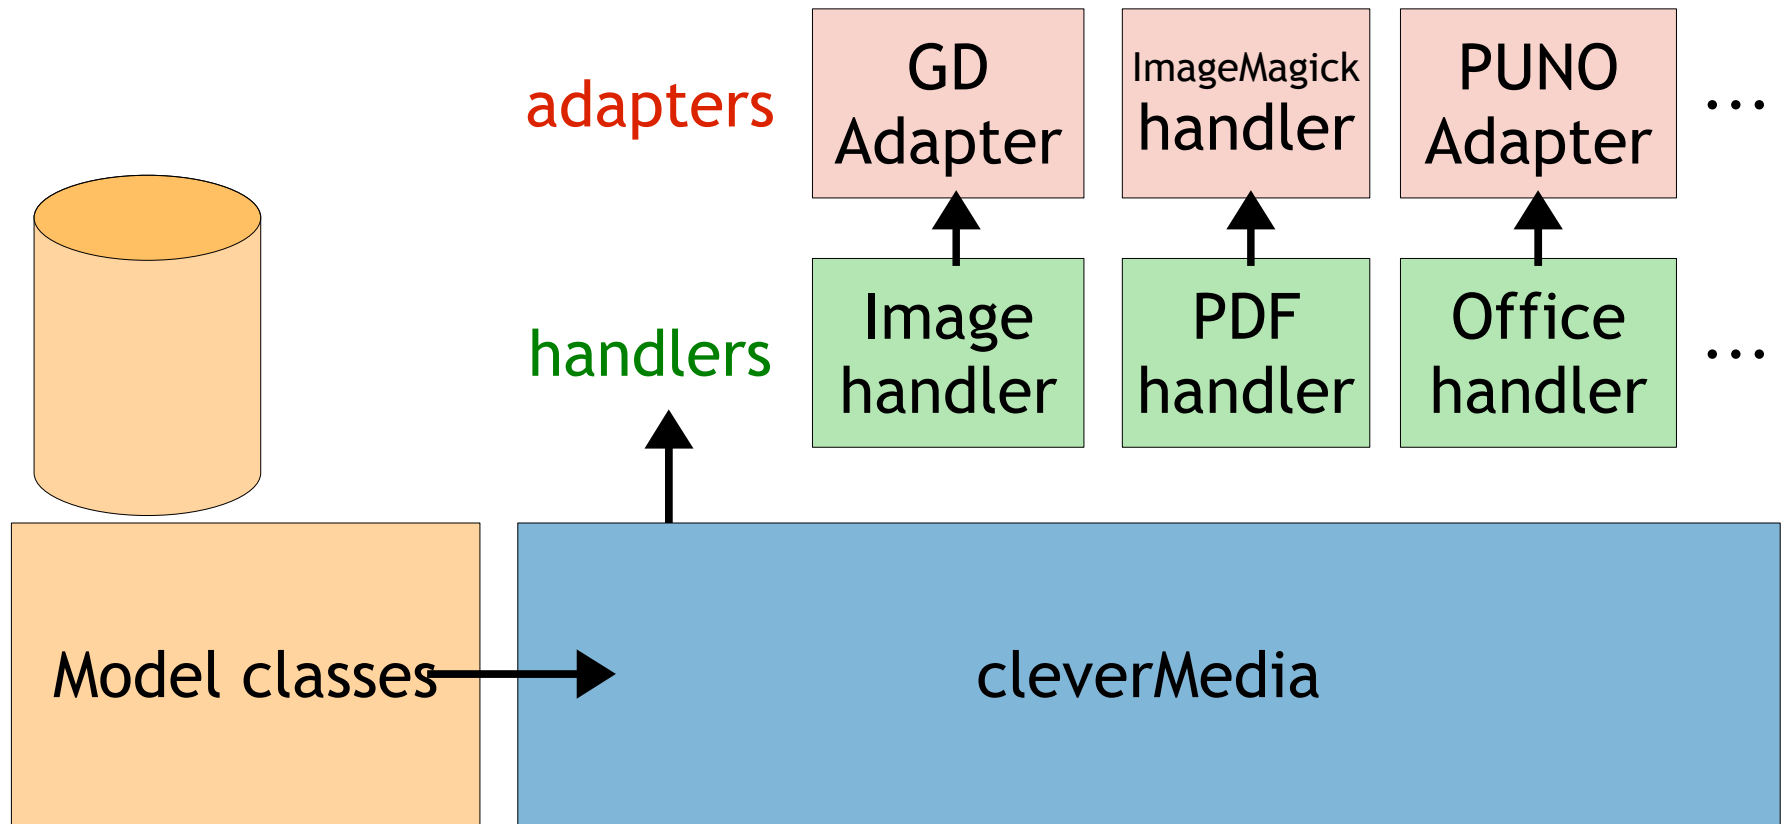 adapters
GD
Adapter
ImageMagick
handler
PUNO
Adapter
...
handlers
Image
handler
PDF
handler
Office
handler
...
Model classes
cleverMedia